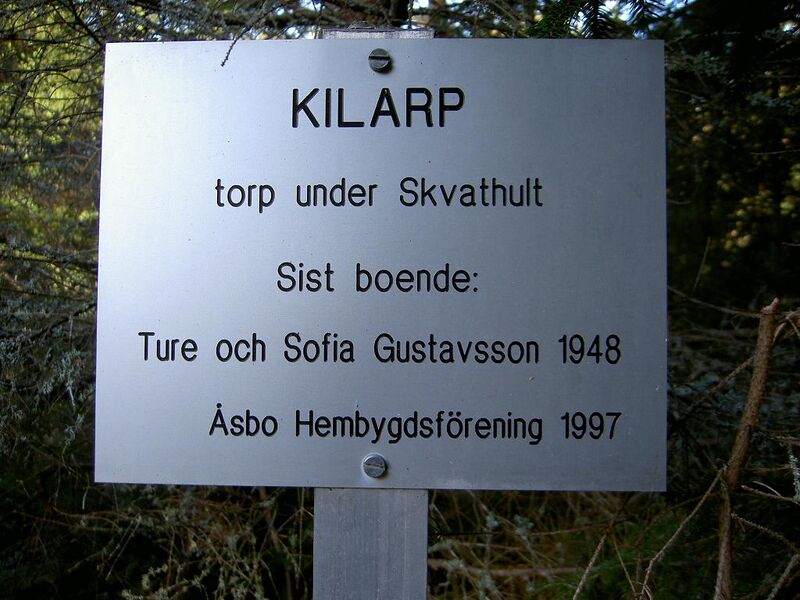 KILARP
torp under Skvathult
Sist boende:
Ture och Sofia Gustavsson 1948
Åsbo Hembygdsförening 1997